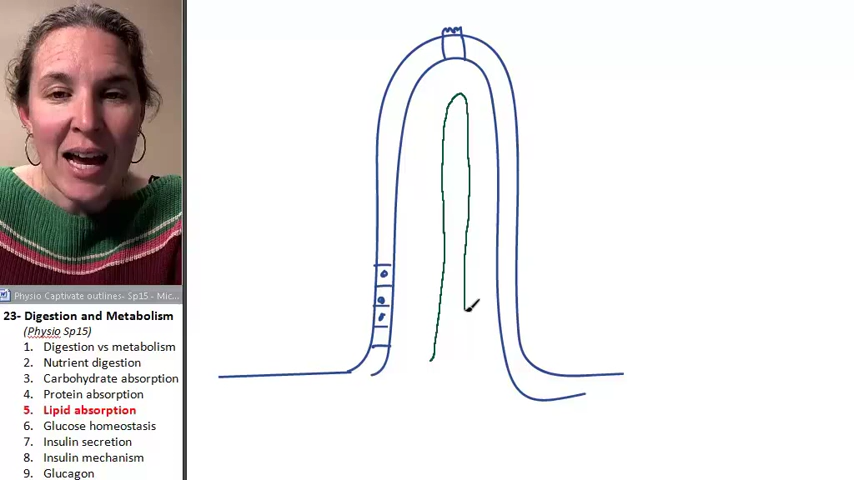 Physio Captivate outlines- Sp15 - Mic...
23- Digestion and Metabolism
(Physio Sp15)
1. Digestion vs metabolism
2. Nutrient digestion
3. Carbohydrate absorption
4. Protein absorption
5. Lipid absorption
6. Glucose homeostasis
7. Insulin secretion
8. Insulin mechanism
9. Glucagon